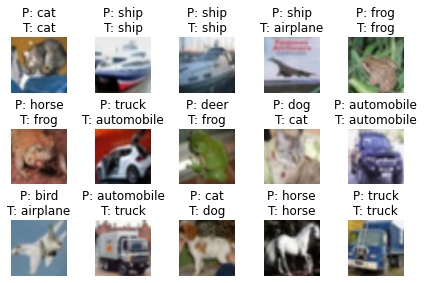 P: cat
T: cat
P: ship
T: ship
P: ship
T: ship
P: ship
T: airplane
P: frog
T: frog
P: horse
T: frog
P: truck
T: automobile
P: deer
T: frog
P: dog
T: cat
P: automobile
T: automobile
P: bird
T: airplane
P: automobile
T: truck
P: cat
T: dog
P: horse
T: horse
P: truck
T: truck